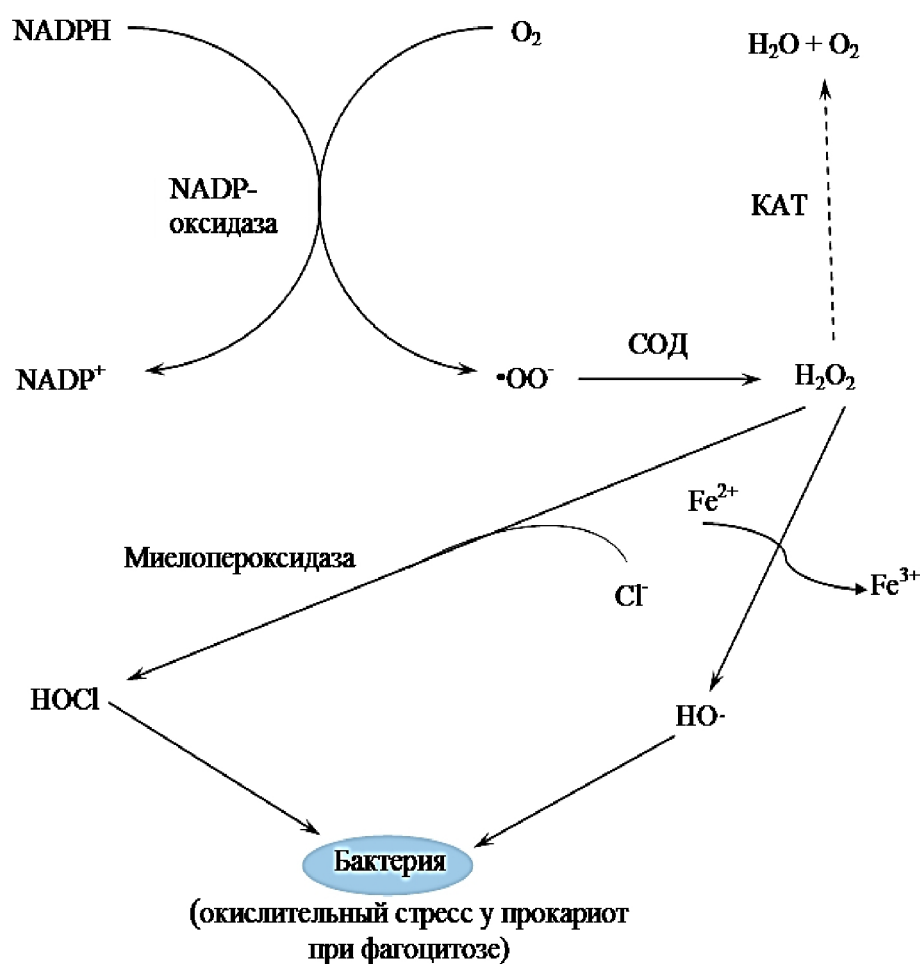 NADPH
O₂
H₂O + O₂
NADP-
оксидаза
КАТ
NADP⁺
•OO⁻
СОД
H₂O₂
Fe²⁺
Миелопероксидаза
Cl⁻
Fe³⁺
HOCl
HO·
Бактерия
(окислительный стресс у прокариот
при фагоцитозе)